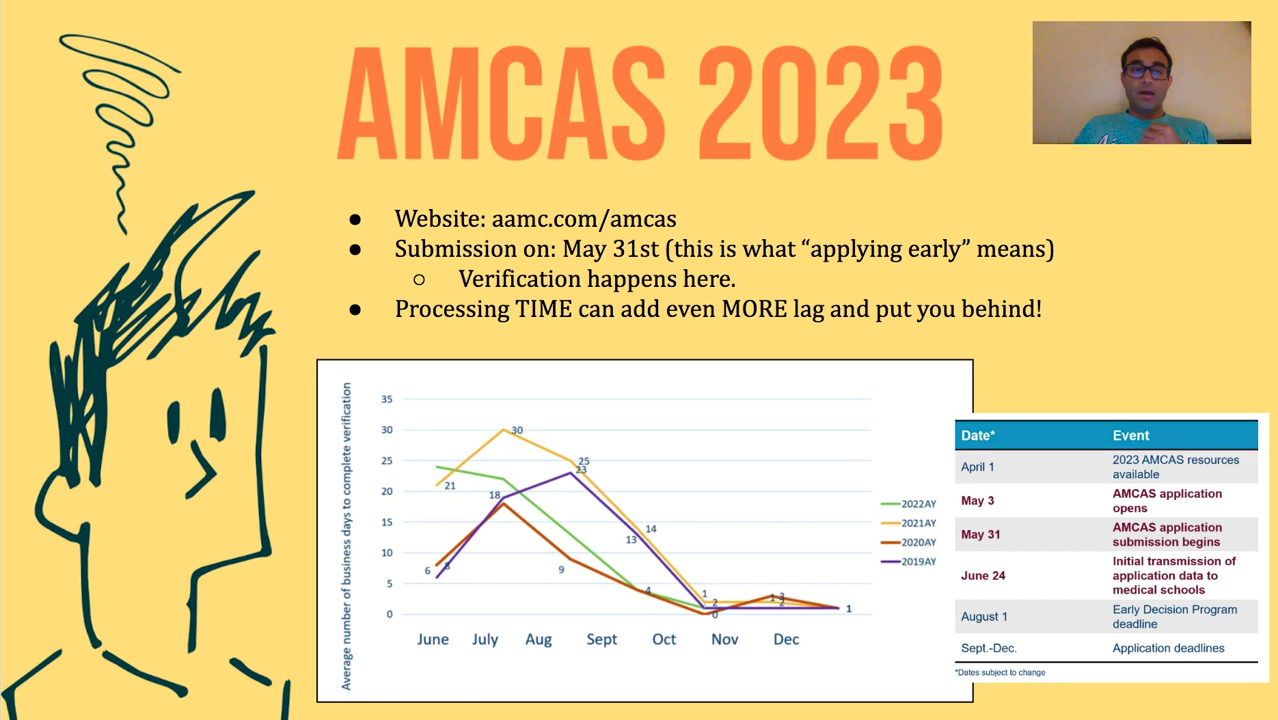 AMCAS 2023
● Website: aamc.com/amcas
● Submission on: May 31st (this is what “applying early” means)
○ Verification happens here.
● Processing TIME can add even MORE lag and put you behind!
Average number of business days to complete verification
35
30
25
20
15
10
5
0
30
25
23
21
18
14
13
6
8
9
4
1
2
0
1
3
2
1
June July Aug Sept Oct Nov Dec
2022AY
2021AY
2020AY
2019AY
Date* Event
April 1 2023 AMCAS resources
available
May 3 AMCAS application
opens
May 31 AMCAS application
submission begins
June 24 Initial transmission of
application data to
medical schools
August 1 Early Decision Program
deadline
Sept.-Dec. Application deadlines
*Dates subject to change